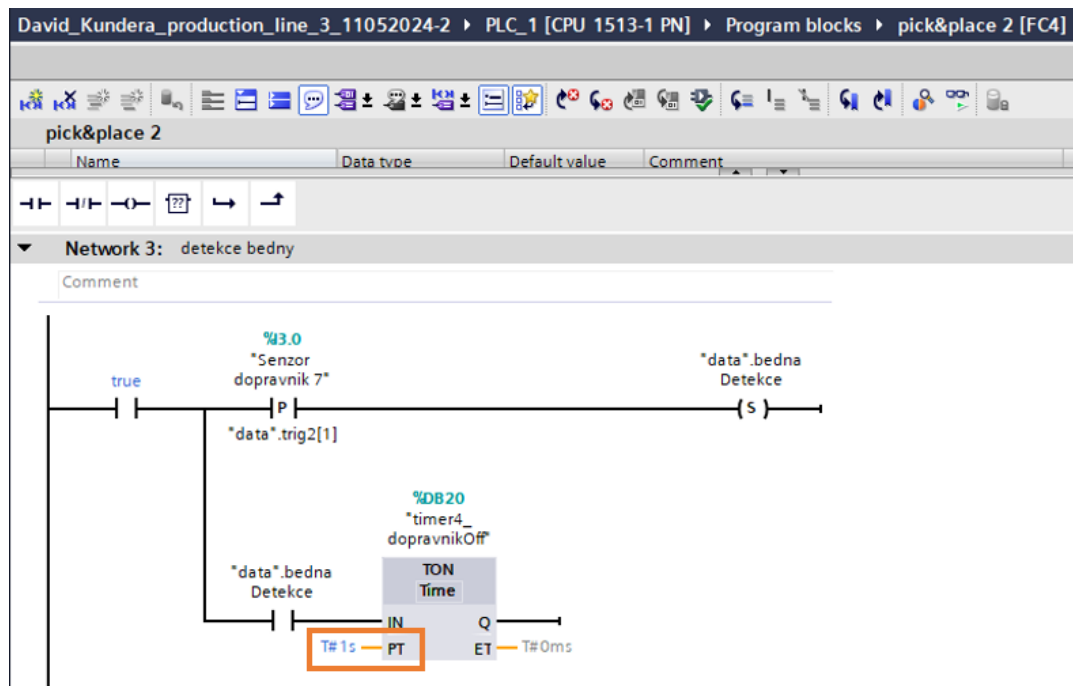 David_Kundera_production_line_3_11052024-2 ▸ PLC_1 [CPU 1513-1 PN] ▸ Program blocks ▸ pick&place 2 [FC4]
pick&place 2
Name Data type Default value Comment
??
Network 3: detekce bedny
Comment
%I3.0
"Senzor
dopravnik 7"
true
P
"data".trig2[1]
"data".bedna
Detekce
S
%DB20
"timer4_
dopravnikOff"
TON
Time
"data".bedna
Detekce
IN Q
T#1s PT ET T#0ms